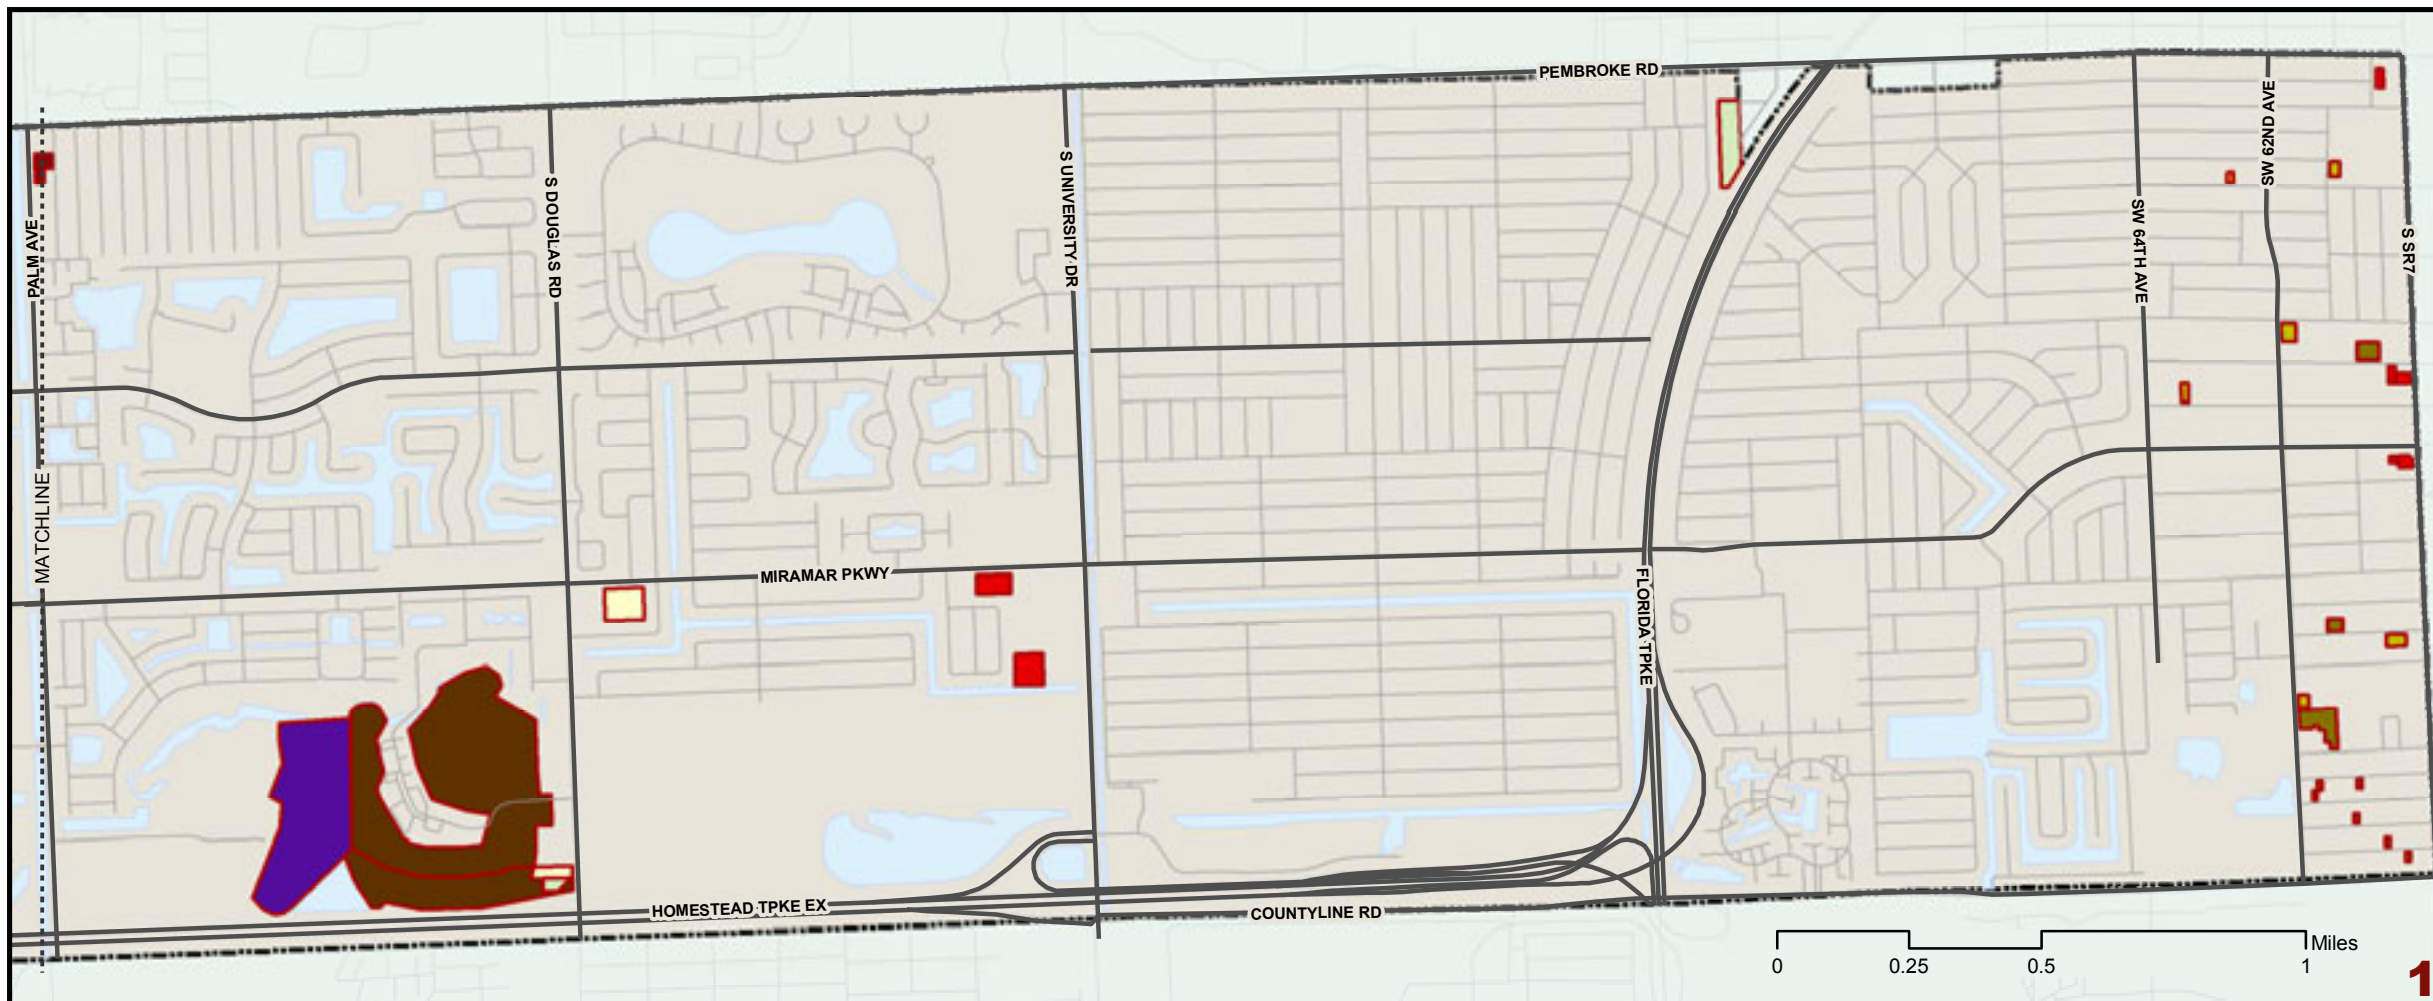 PEMBROKE RD
SW 62ND AVE
S UNIVERSITY DR
S DOUGLAS RD
SW 64TH AVE
PALM AVE
S SR7
MATCHLINE
MIRAMAR PKWY
FLORIDA TPKE
HOMESTEAD TPKE EX
COUNTYLINE RD
Miles
0 0.25 0.5 1
1